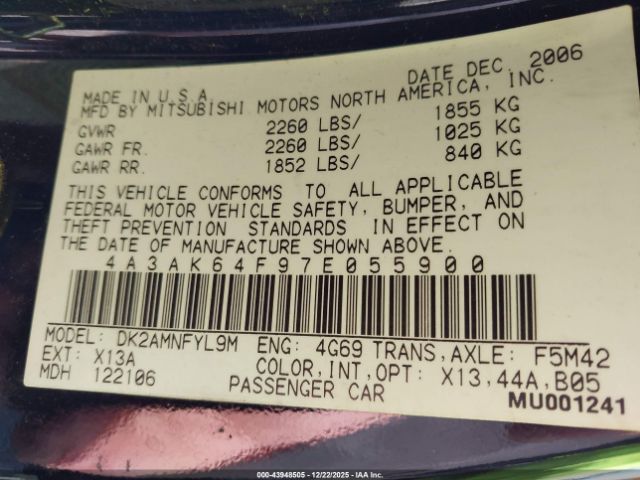 DATE DEC. 2006
MADE IN U.S.A.
MFD BY MITSUBISHI MOTORS NORTH AMERICA, INC.
GVWR 2260 LBS/ 1855 KG
GAWR FR. 2260 LBS/ 1025 KG
GAWR RR. 1852 LBS/ 840 KG
THIS VEHICLE CONFORMS TO ALL APPLICABLE
FEDERAL MOTOR VEHICLE SAFETY, BUMPER, AND
THEFT PREVENTION STANDARDS IN EFFECT ON
THE DATE OF MANUFACTURE SHOWN ABOVE.
4A3AK64F97E055900
MODEL: DK2AMNFYL9M ENG: 4G69 TRANS,AXLE: F5M42
EXT: X13A COLOR,INT,OPT: X13,44A,B05
MDH 122106 PASSENGER CAR
MU001241
000-43948505 - 12/22/2025 - IAA Inc.